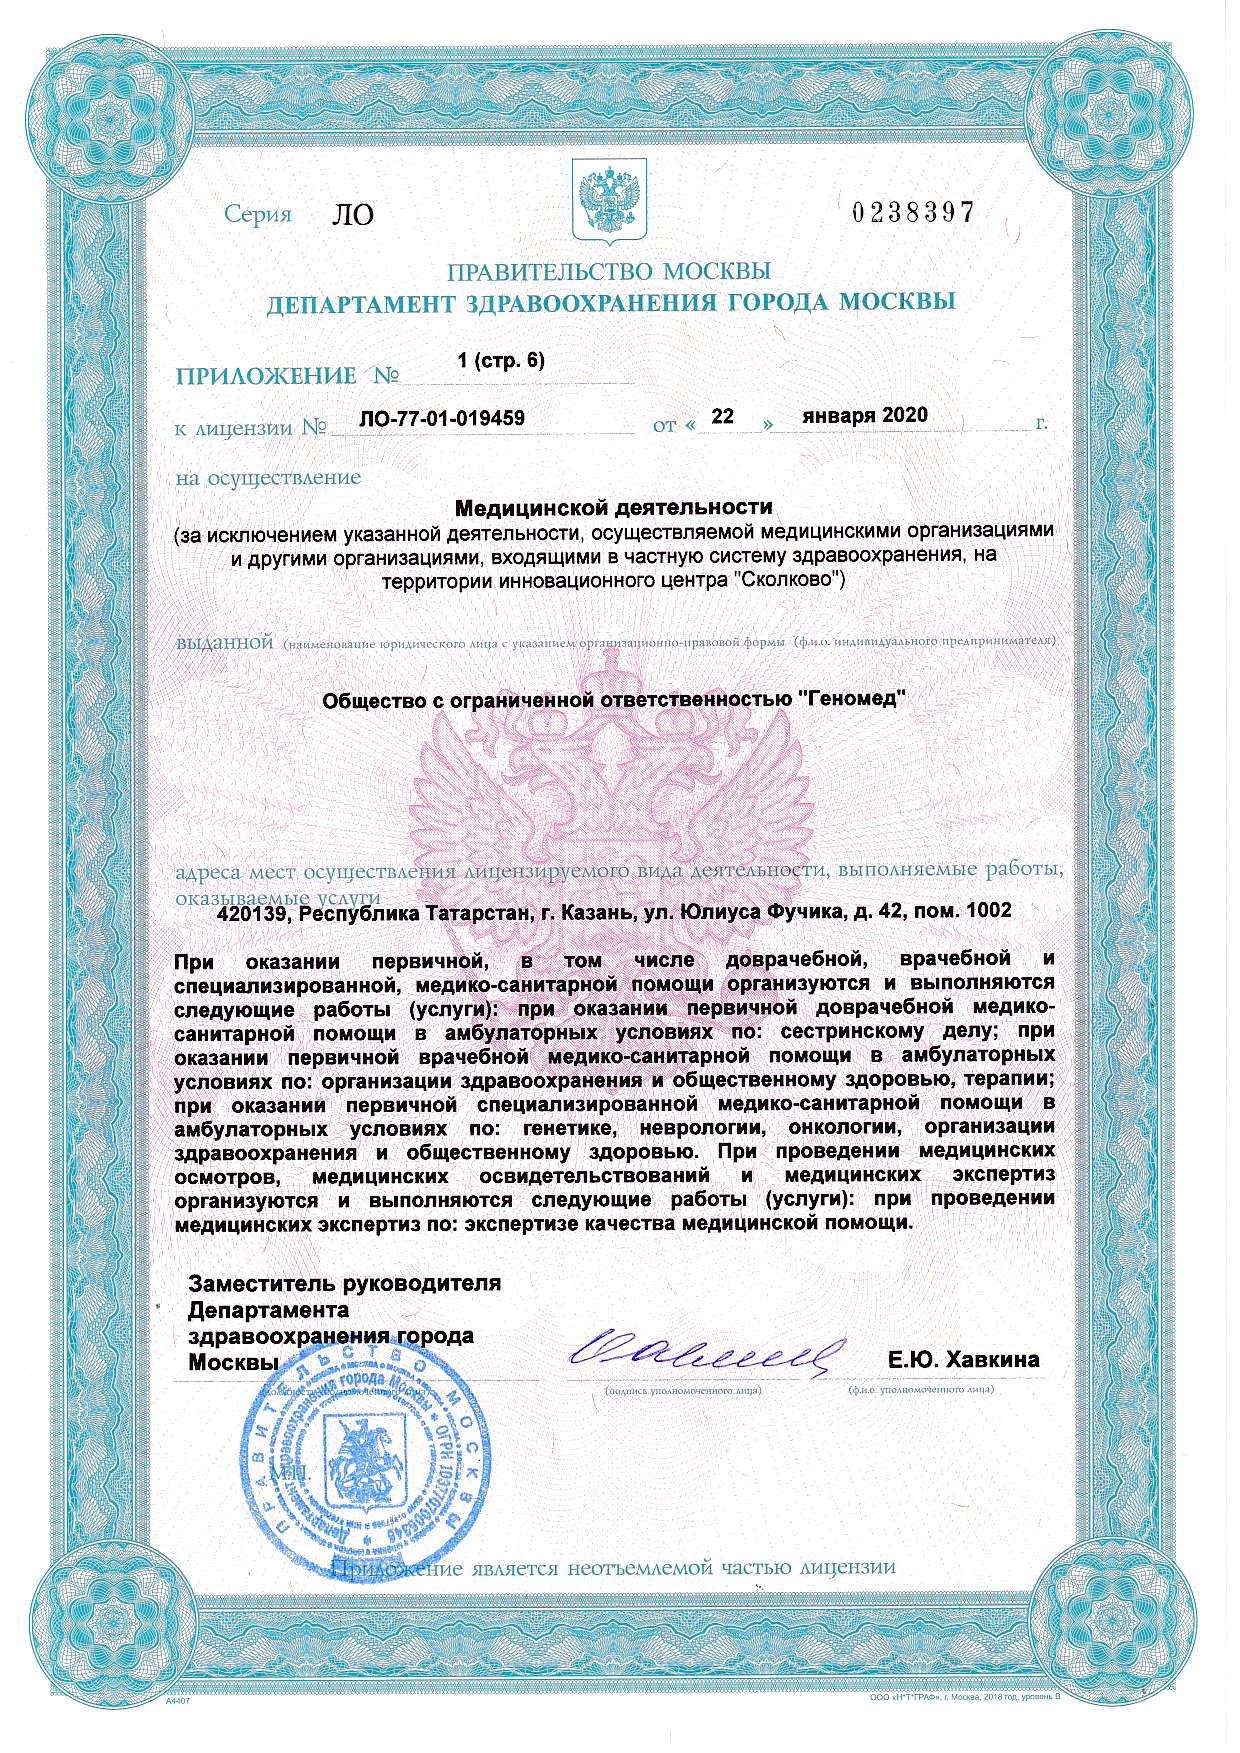 Серия ЛО
0238397
ПРАВИТЕЛЬСТВО МОСКВЫ
ДЕПАРТАМЕНТ ЗДРАВООХРАНЕНИЯ ГОРОДА МОСКВЫ
ПРИЛОЖЕНИЕ № 1 (стр. 6)
к лицензии № ЛО-77-01-019459 от « 22 » января 2020 г.
на осуществление
Медицинской деятельности
(за исключением указанной деятельности, осуществляемой медицинскими организациями
и другими организациями, входящими в частную систему здравоохранения, на
территории инновационного центра "Сколково")
выданной (наименование юридического лица с указанием организационно-правовой формы (ф.и.о. индивидуального предпринимателя)
Общество с ограниченной ответственностью "Геномед"
адреса мест осуществления лицензируемого вида деятельности, выполняемые работы,
оказываемые услуги
420139, Республика Татарстан, г. Казань, ул. Юлиуса Фучика, д. 42, пом. 1002
При оказании первичной, в том числе доврачебной, врачебной и
специализированной, медико-санитарной помощи организуются и выполняются
следующие работы (услуги): при оказании первичной доврачебной медико-
санитарной помощи в амбулаторных условиях по: сестринскому делу; при
оказании первичной врачебной медико-санитарной помощи в амбулаторных
условиях по: организации здравоохранения и общественному здоровью, терапии;
при оказании первичной специализированной медико-санитарной помощи в
амбулаторных условиях по: генетике, неврологии, онкологии, организации
здравоохранения и общественному здоровью. При проведении медицинских
осмотров, медицинских освидетельствований и медицинских экспертиз
организуются и выполняются следующие работы (услуги): при проведении
медицинских экспертиз по: экспертизе качества медицинской помощи.
Заместитель руководителя
Департамента
здравоохранения города
Москвы
Е.Ю. Хавкина
(подпись уполномоченного лица)
(ф.и.о. уполномоченного лица)
М.П.
ПРАВИТЕЛЬСТВО МОСКВЫ
Департамент здравоохранения города Москвы * ОГРН 1037707005346 *
Приложение является неотъемлемой частью лицензии
А4407
ООО «Н*Т*ГРАФ», г. Москва, 2018 год, уровень В